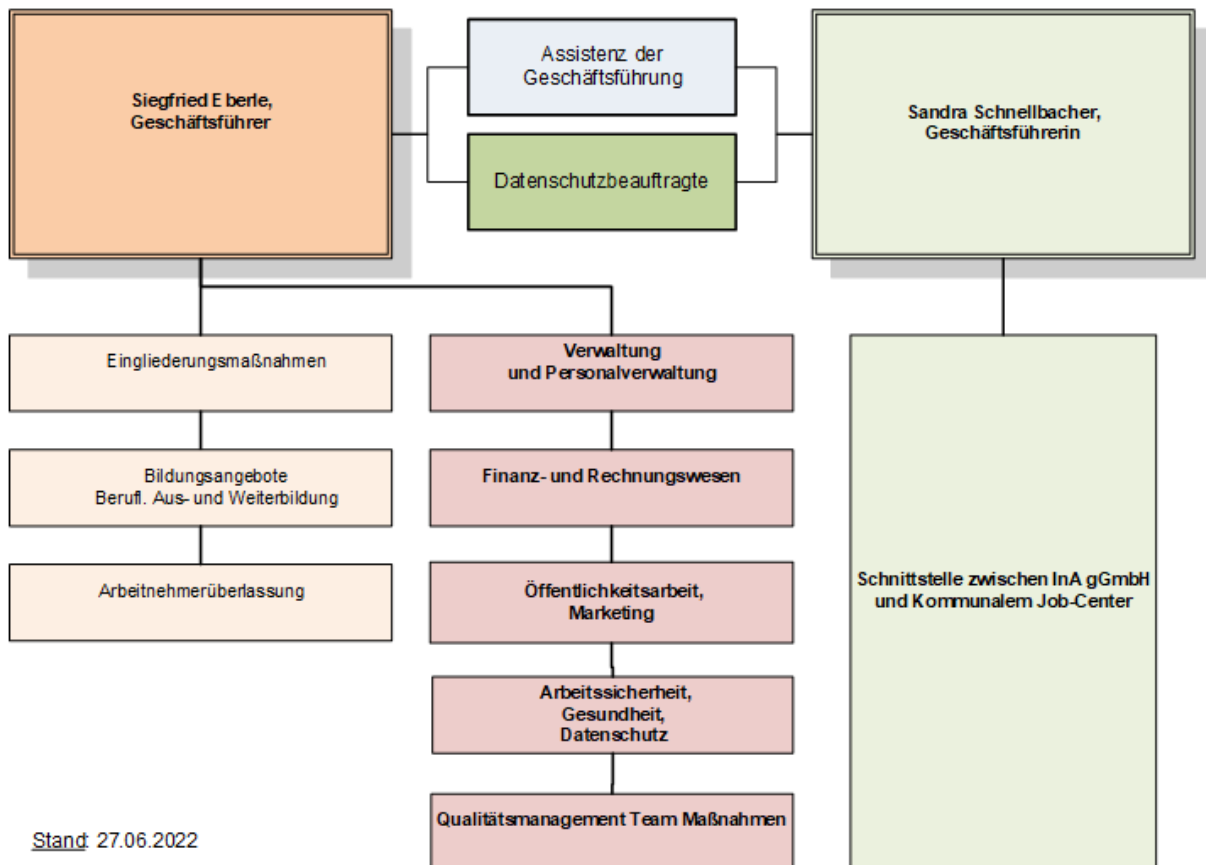 Siegfried Eberle,
Geschäftsführer
Assistenz der
Geschäftsführung
Datenschutzbeauftragte
Sandra Schnellbacher,
Geschäftsführerin
Eingliederungsmaßnahmen
Bildungsangebote
Berufl. Aus- und Weiterbildung
Arbeitnehmerüberlassung
Verwaltung
und Personalverwaltung
Finanz- und Rechnungswesen
Öffentlichkeitsarbeit,
Marketing
Arbeitssicherheit,
Gesundheit,
Datenschutz
Qualitätsmanagement Team Maßnahmen
Schnittstelle zwischen InA gGmbH
und Kommunalem Job-Center
Stand: 27.06.2022